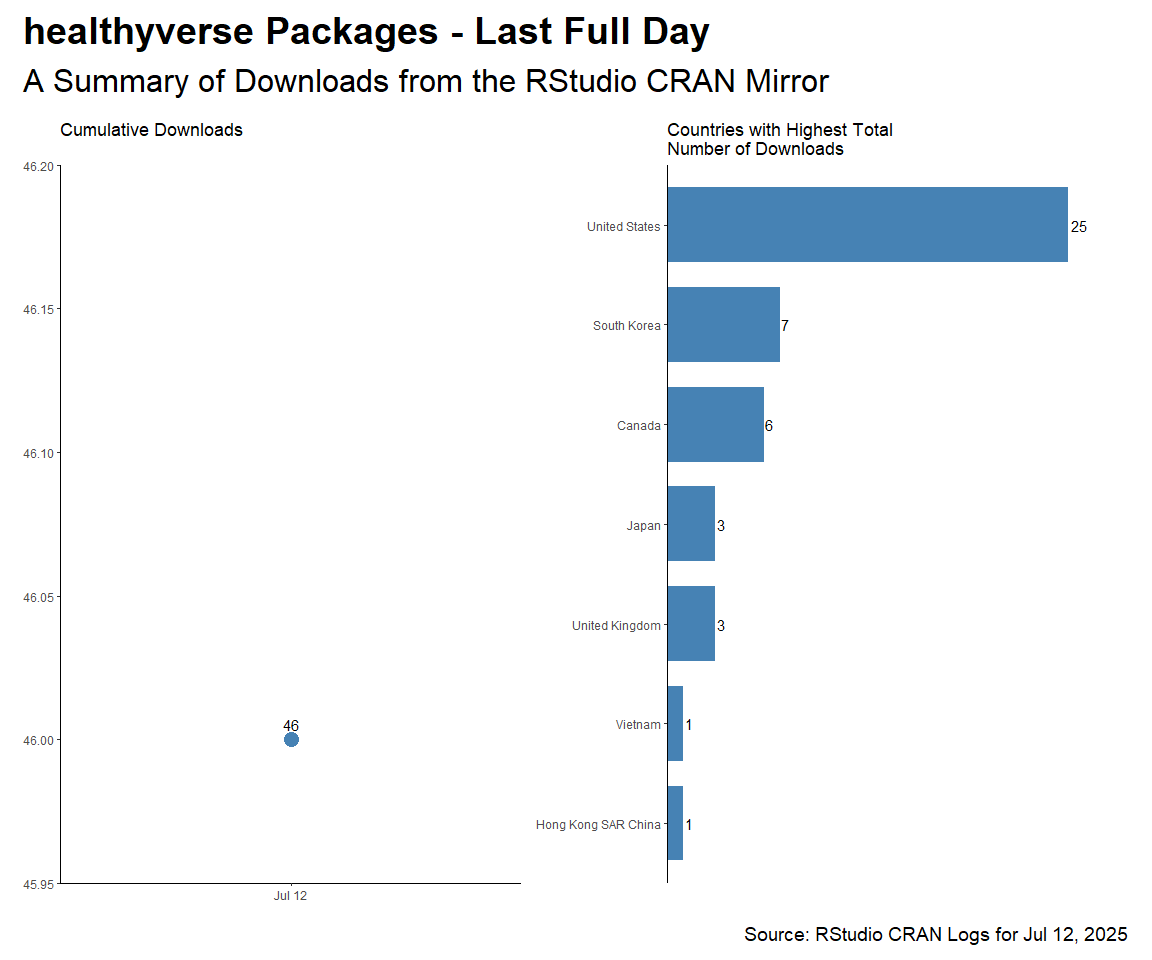 healthyverse Packages - Last Full Day
A Summary of Downloads from the RStudio CRAN Mirror
Cumulative Downloads
46.20
46.15
46.10
46.05
46.00
45.95
46
Jul 12
Countries with Highest Total
Number of Downloads
United States 25
South Korea 7
Canada 6
Japan 3
United Kingdom 3
Vietnam 1
Hong Kong SAR China 1
Source: RStudio CRAN Logs for Jul 12, 2025